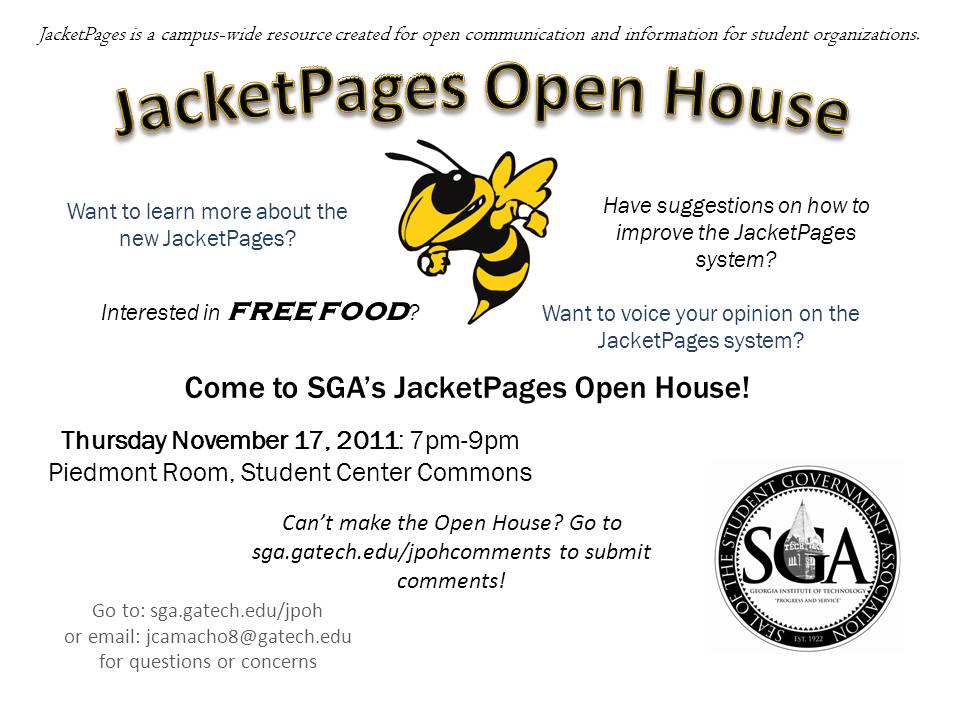 JacketPages is a campus-wide resource created for open communication and information for student organizations.
JacketPages Open House
Want to learn more about the
new JacketPages?
Have suggestions on how to
improve the JacketPages
system?
Interested in FREE FOOD?
Want to voice your opinion on the
JacketPages system?
Come to SGA’s JacketPages Open House!
Thursday November 17, 2011: 7pm-9pm
Piedmont Room, Student Center Commons
Can’t make the Open House? Go to
sga.gatech.edu/jpohcomments to submit
comments!
Go to: sga.gatech.edu/jpoh
or email: jcamacho8@gatech.edu
for questions or concerns
SEAL OF THE STUDENT GOVERNMENT ASSOCIATION
TECH
SGA
GEORGIA INSTITUTE OF TECHNOLOGY
"PROGRESS AND SERVICE"
EST. 1922